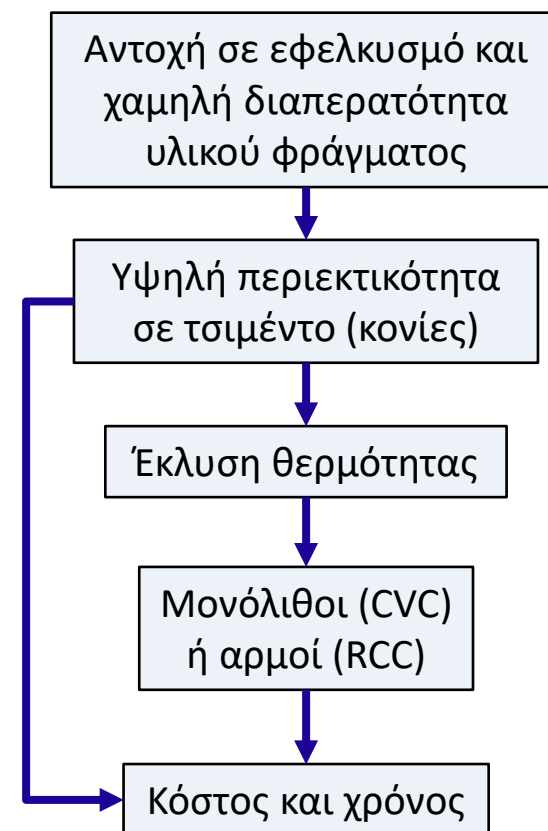 Αντοχή σε εφελκυσμό και
χαμηλή διαπερατότητα
υλικού φράγματος
Υψηλή περιεκτικότητα
σε τσιμέντο (κονίες)
Έκλυση θερμότητας
Μονόλιθοι (CVC)
ή αρμοί (RCC)
Κόστος και χρόνος